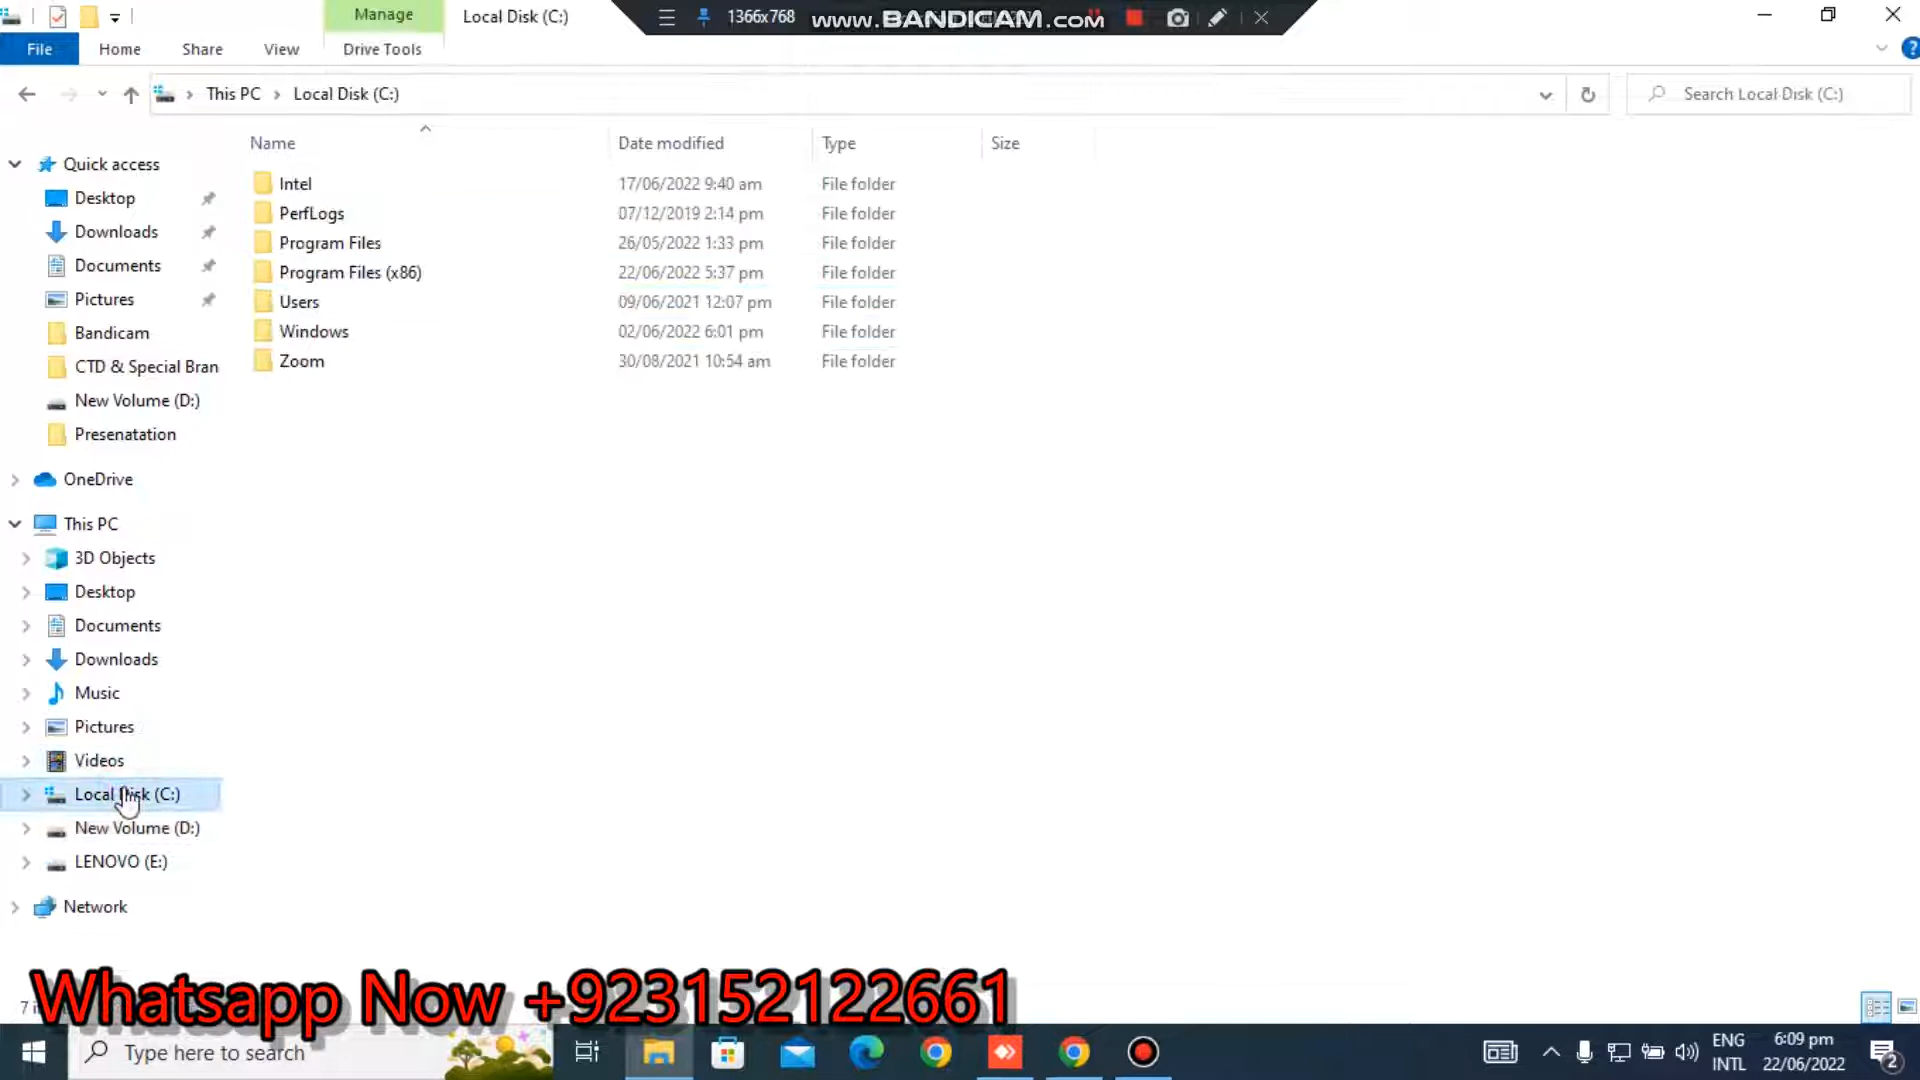 Manage
Local Disk (C:)
1366x768
www.BANDICAM.com
File
Home
Share
View
Drive Tools
This PC
Local Disk (C:)
Search Local Disk (C:)
Name
Date modified
Type
Size
Intel
17/06/2022 9:40 am
File folder
PerfLogs
07/12/2019 2:14 pm
File folder
Program Files
26/05/2022 1:33 pm
File folder
Program Files (x86)
22/06/2022 5:37 pm
File folder
Users
09/06/2021 12:07 pm
File folder
Windows
02/06/2022 6:01 pm
File folder
Zoom
30/08/2021 10:54 am
File folder
Quick access
Desktop
Downloads
Documents
Pictures
Bandicam
CTD & Special Bran
New Volume (D:)
Presenatation
OneDrive
This PC
3D Objects
Desktop
Documents
Downloads
Music
Pictures
Videos
Local Disk (C:)
New Volume (D:)
LENOVO (E:)
Network
7
Whatsapp Now +923152122661
Type here to search
ENG
INTL
6:09 pm
22/06/2022
2